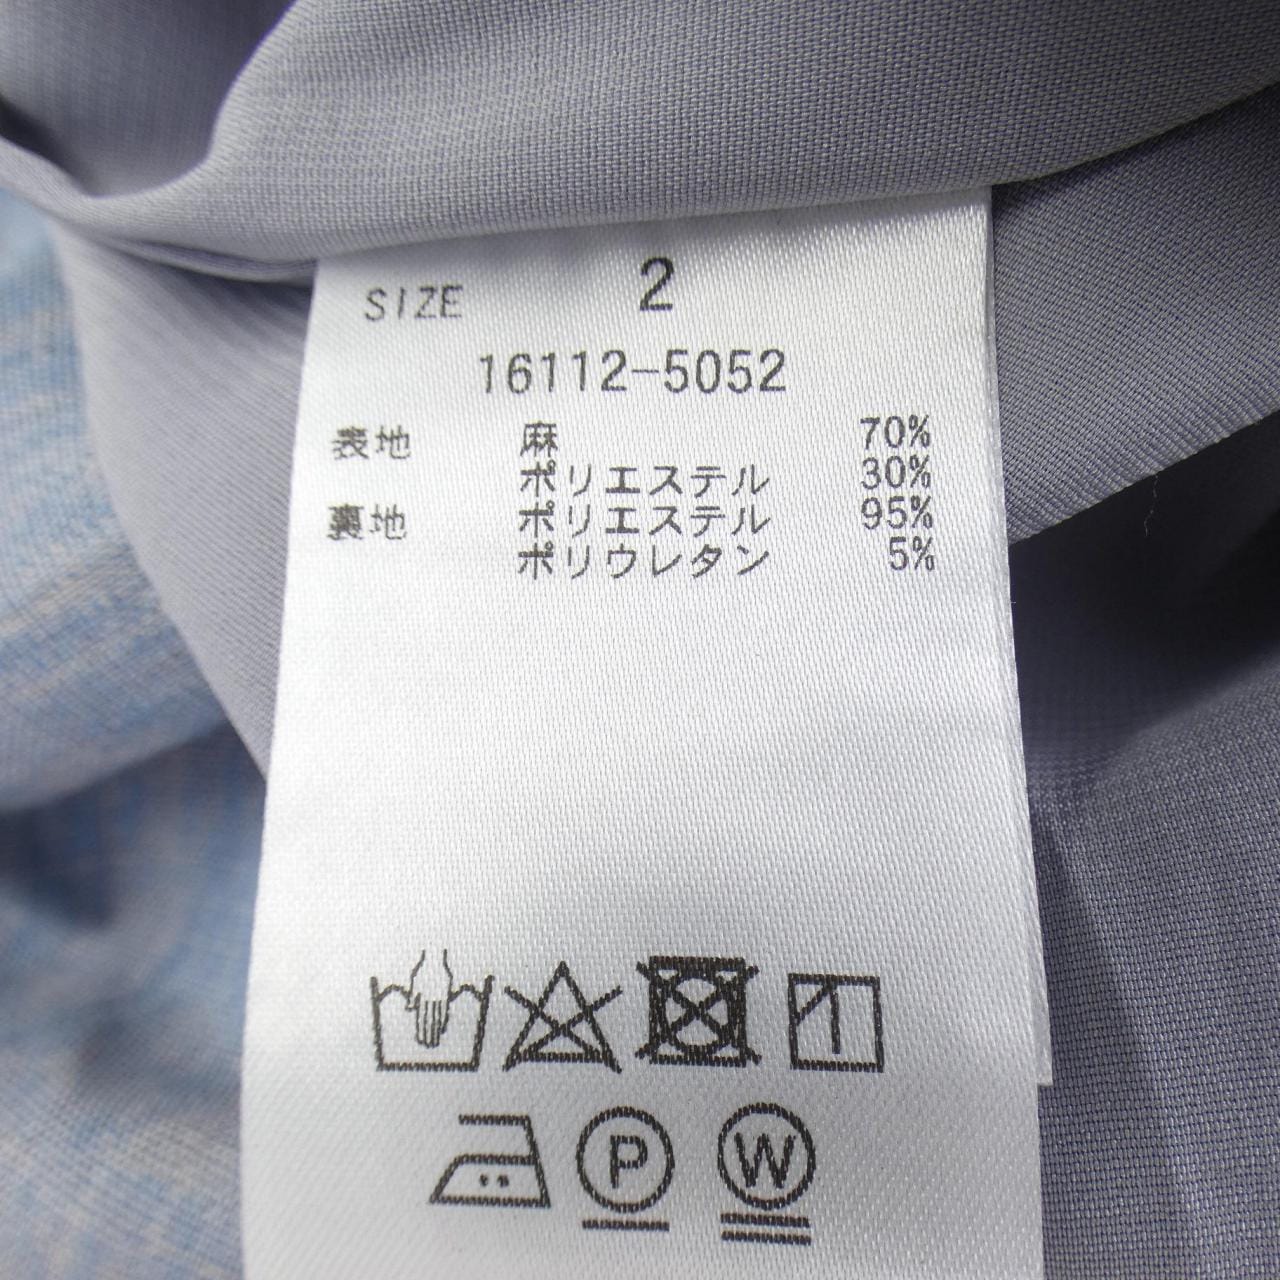 SIZE 2
16112-5052
表地 麻 70%
ポリエステル 30%
裏地 ポリエステル 95%
ポリウレタン 5%
P W